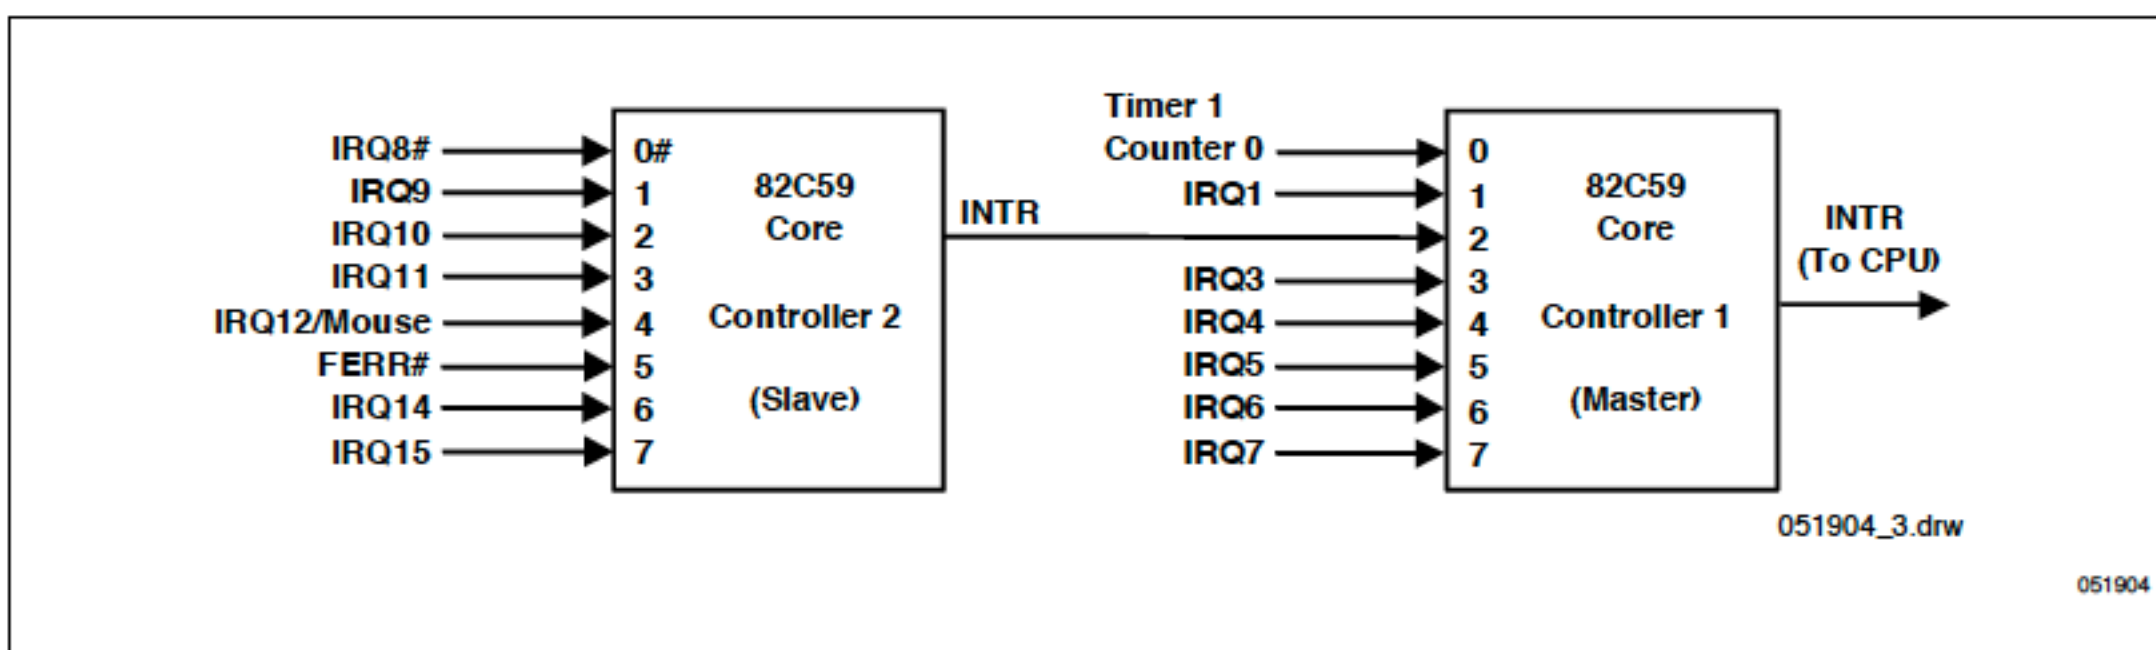 IRQ8#
IRQ9
IRQ10
IRQ11
IRQ12/Mouse
FERR#
IRQ14
IRQ15
0#
1
2
3
4
5
6
7
82C59
Core
Controller 2
(Slave)
INTR
Timer 1
Counter 0
IRQ1
IRQ3
IRQ4
IRQ5
IRQ6
IRQ7
0
1
2
3
4
5
6
7
82C59
Core
Controller 1
(Master)
INTR
(To CPU)
051904_3.drw
051904